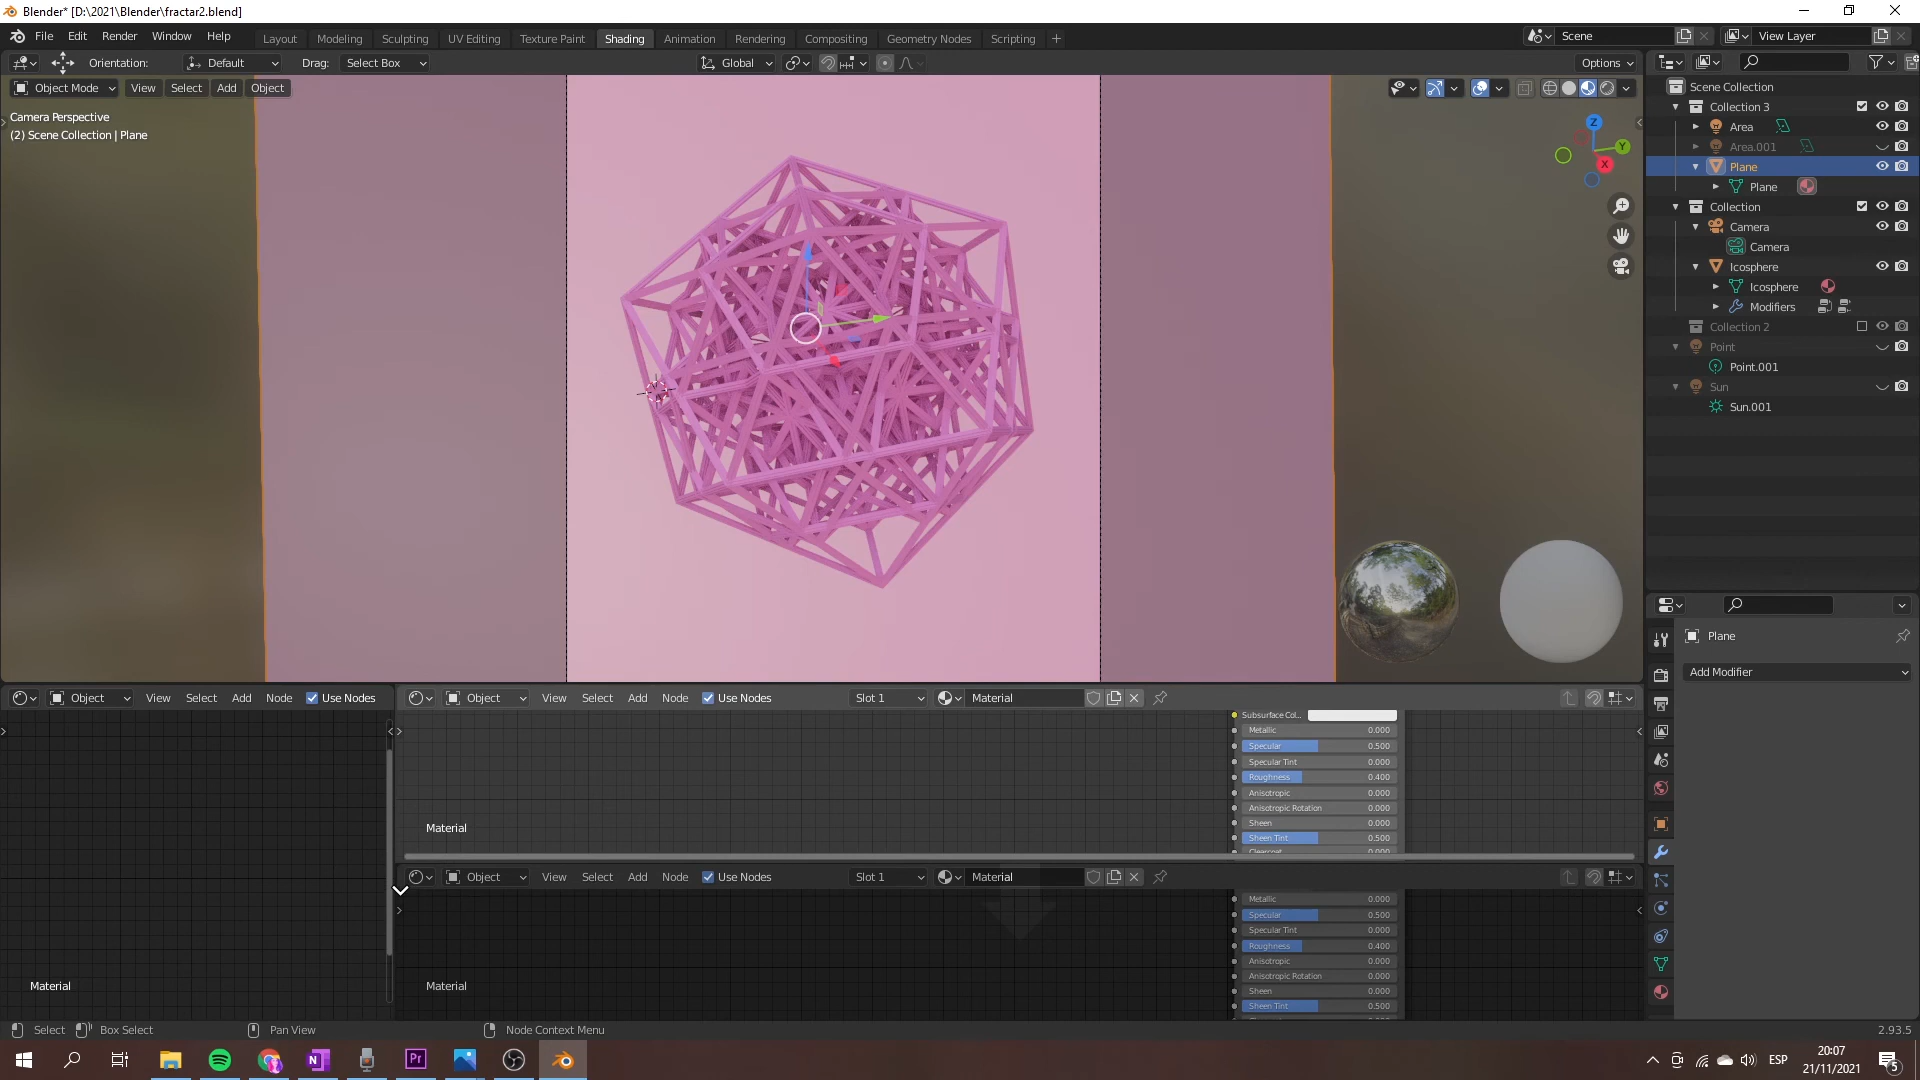 Blender* [D:\2021\Blender\fractar2.blend]
File Edit Render Window Help
Layout Modeling Sculpting UV Editing Texture Paint Shading Animation Rendering Compositing Geometry Nodes Scripting +
Scene
View Layer
Orientation: Default Drag: Select Box
Global
Options
Object Mode View Select Add Object
Camera Perspective
(2) Scene Collection | Plane
Z
Y
X
Scene Collection
Collection 3
Area
Area.001
Plane
Plane
Collection
Camera
Camera
Icosphere
Icosphere
Modifiers
Collection 2
Point
Point.001
Sun
Sun.001
Plane
Add Modifier
Object View Select Add Node Use Nodes
Material
Object View Select Add Node Use Nodes Slot 1 Material
Subsurface Col...
Metallic 0.000
Specular 0.500
Specular Tint 0.000
Roughness 0.400
Anisotropic 0.000
Anisotropic Rotation 0.000
Sheen 0.000
Sheen Tint 0.500
Clearcoat 0.000
Material
Object View Select Add Node Use Nodes Slot 1 Material
Metallic 0.000
Specular 0.500
Specular Tint 0.000
Roughness 0.400
Anisotropic 0.000
Anisotropic Rotation 0.000
Sheen 0.000
Sheen Tint 0.500
Material
Select Box Select Pan View Node Context Menu
2.93.5
N
Pr
ESP
20:07
21/11/2021
5